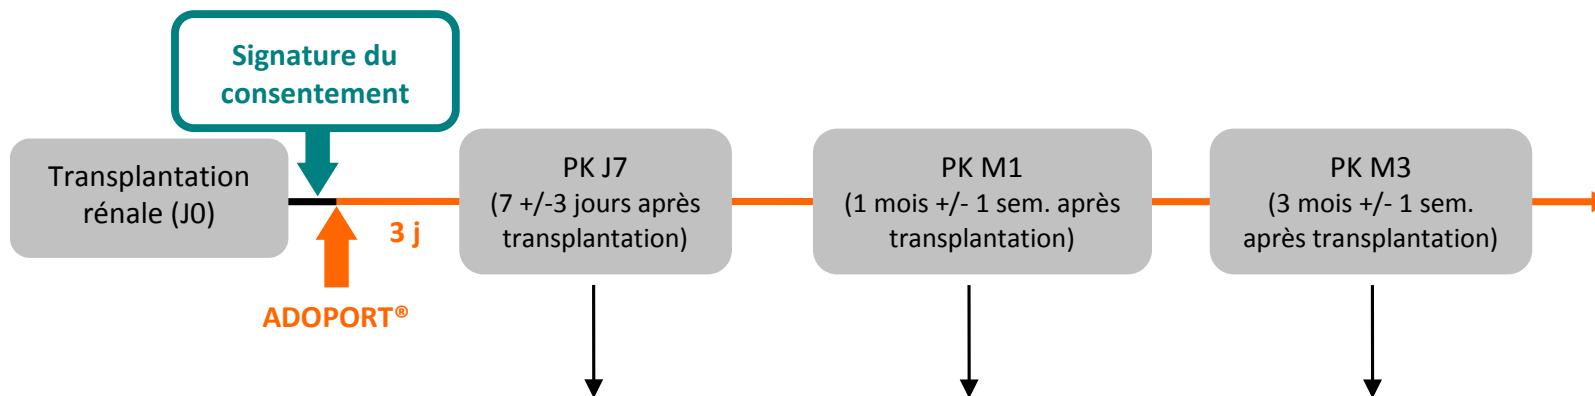 Signature du
consentement
Transplantation
rénale (J0)
3 j
ADOPORT®
PK J7
(7 +/-3 jours après
transplantation)
PK M1
(1 mois +/- 1 sem. après
transplantation)
PK M3
(3 mois +/- 1 sem.
après transplantation)